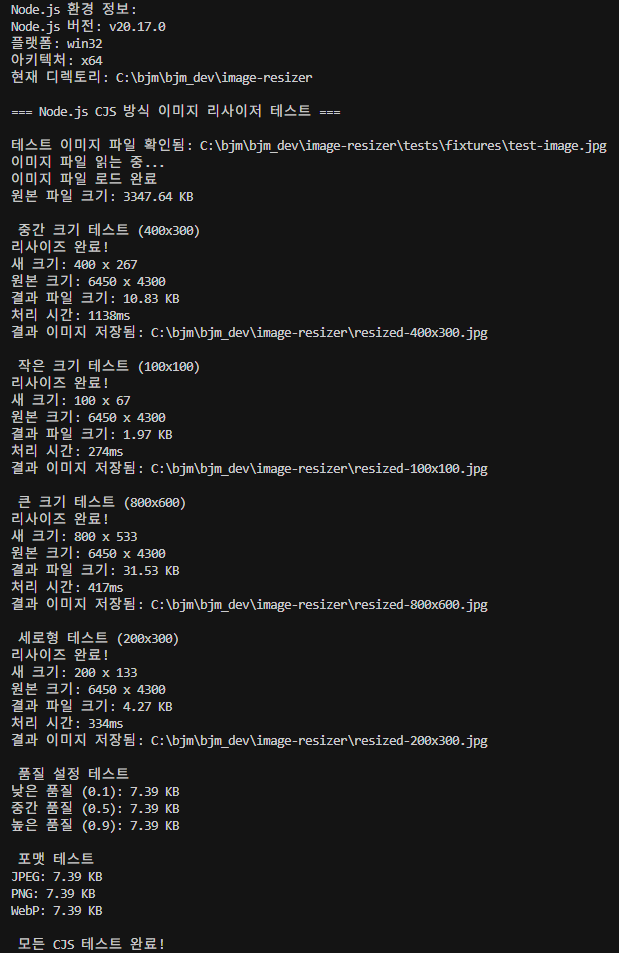 Node.js 환경 정보:
Node.js 버전: v20.17.0
플랫폼: win32
아키텍처: x64
현재 디렉토리: C:\bjm\bjm_dev\image-resizer
=== Node.js CJS 방식 이미지 리사이저 테스트 ===
테스트 이미지 파일 확인됨: C:\bjm\bjm_dev\image-resizer\tests\fixtures\test-image.jpg
이미지 파일 읽는 중...
이미지 파일 로드 완료
원본 파일 크기: 3347.64 KB
중간 크기 테스트 (400x300)
리사이즈 완료!
새 크기: 400 x 267
원본 크기: 6450 x 4300
결과 파일 크기: 10.83 KB
처리 시간: 1138ms
결과 이미지 저장됨: C:\bjm\bjm_dev\image-resizer\resized-400x300.jpg
작은 크기 테스트 (100x100)
리사이즈 완료!
새 크기: 100 x 67
원본 크기: 6450 x 4300
결과 파일 크기: 1.97 KB
처리 시간: 274ms
결과 이미지 저장됨: C:\bjm\bjm_dev\image-resizer\resized-100x100.jpg
큰 크기 테스트 (800x600)
리사이즈 완료!
새 크기: 800 x 533
원본 크기: 6450 x 4300
결과 파일 크기: 31.53 KB
처리 시간: 417ms
결과 이미지 저장됨: C:\bjm\bjm_dev\image-resizer\resized-800x600.jpg
세로형 테스트 (200x300)
리사이즈 완료!
새 크기: 200 x 133
원본 크기: 6450 x 4300
결과 파일 크기: 4.27 KB
처리 시간: 334ms
결과 이미지 저장됨: C:\bjm\bjm_dev\image-resizer\resized-200x300.jpg
품질 설정 테스트
낮은 품질 (0.1): 7.39 KB
중간 품질 (0.5): 7.39 KB
높은 품질 (0.9): 7.39 KB
포맷 테스트
JPEG: 7.39 KB
PNG: 7.39 KB
WebP: 7.39 KB
모든 CJS 테스트 완료!